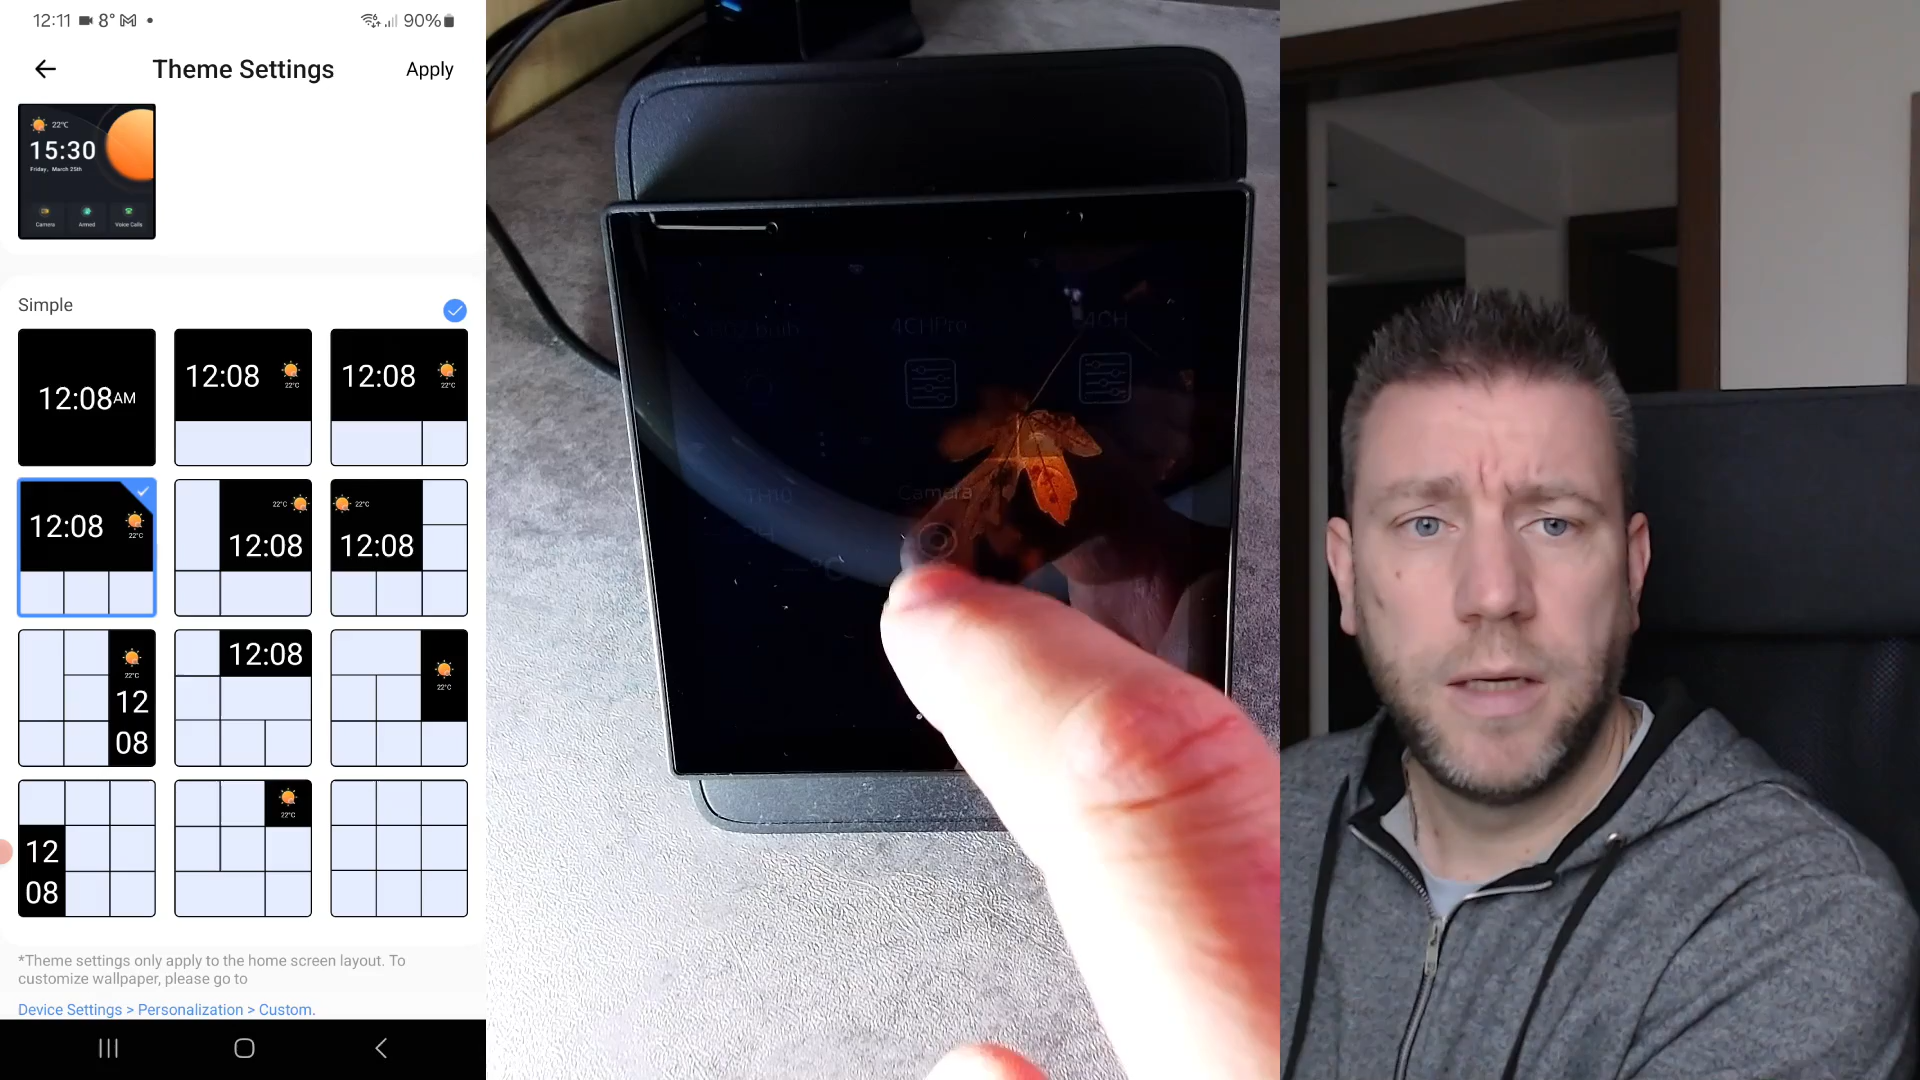 12:11 8° 90%
Theme Settings
Apply
22°C
15:30
Friday, March 25th
Camera Armed Voice Calls
Simple
12:08AM
12:08 22°C
12:08 22°C
12:08 22°C
22°C
12:08
22°C
12:08
22°C
12
08
12:08
22°C
12
08
22°C
*Theme settings only apply to the home screen layout. To
customize wallpaper, please go to
Device Settings > Personalization > Custom.
4CHPro
4CH
TH10
Camera